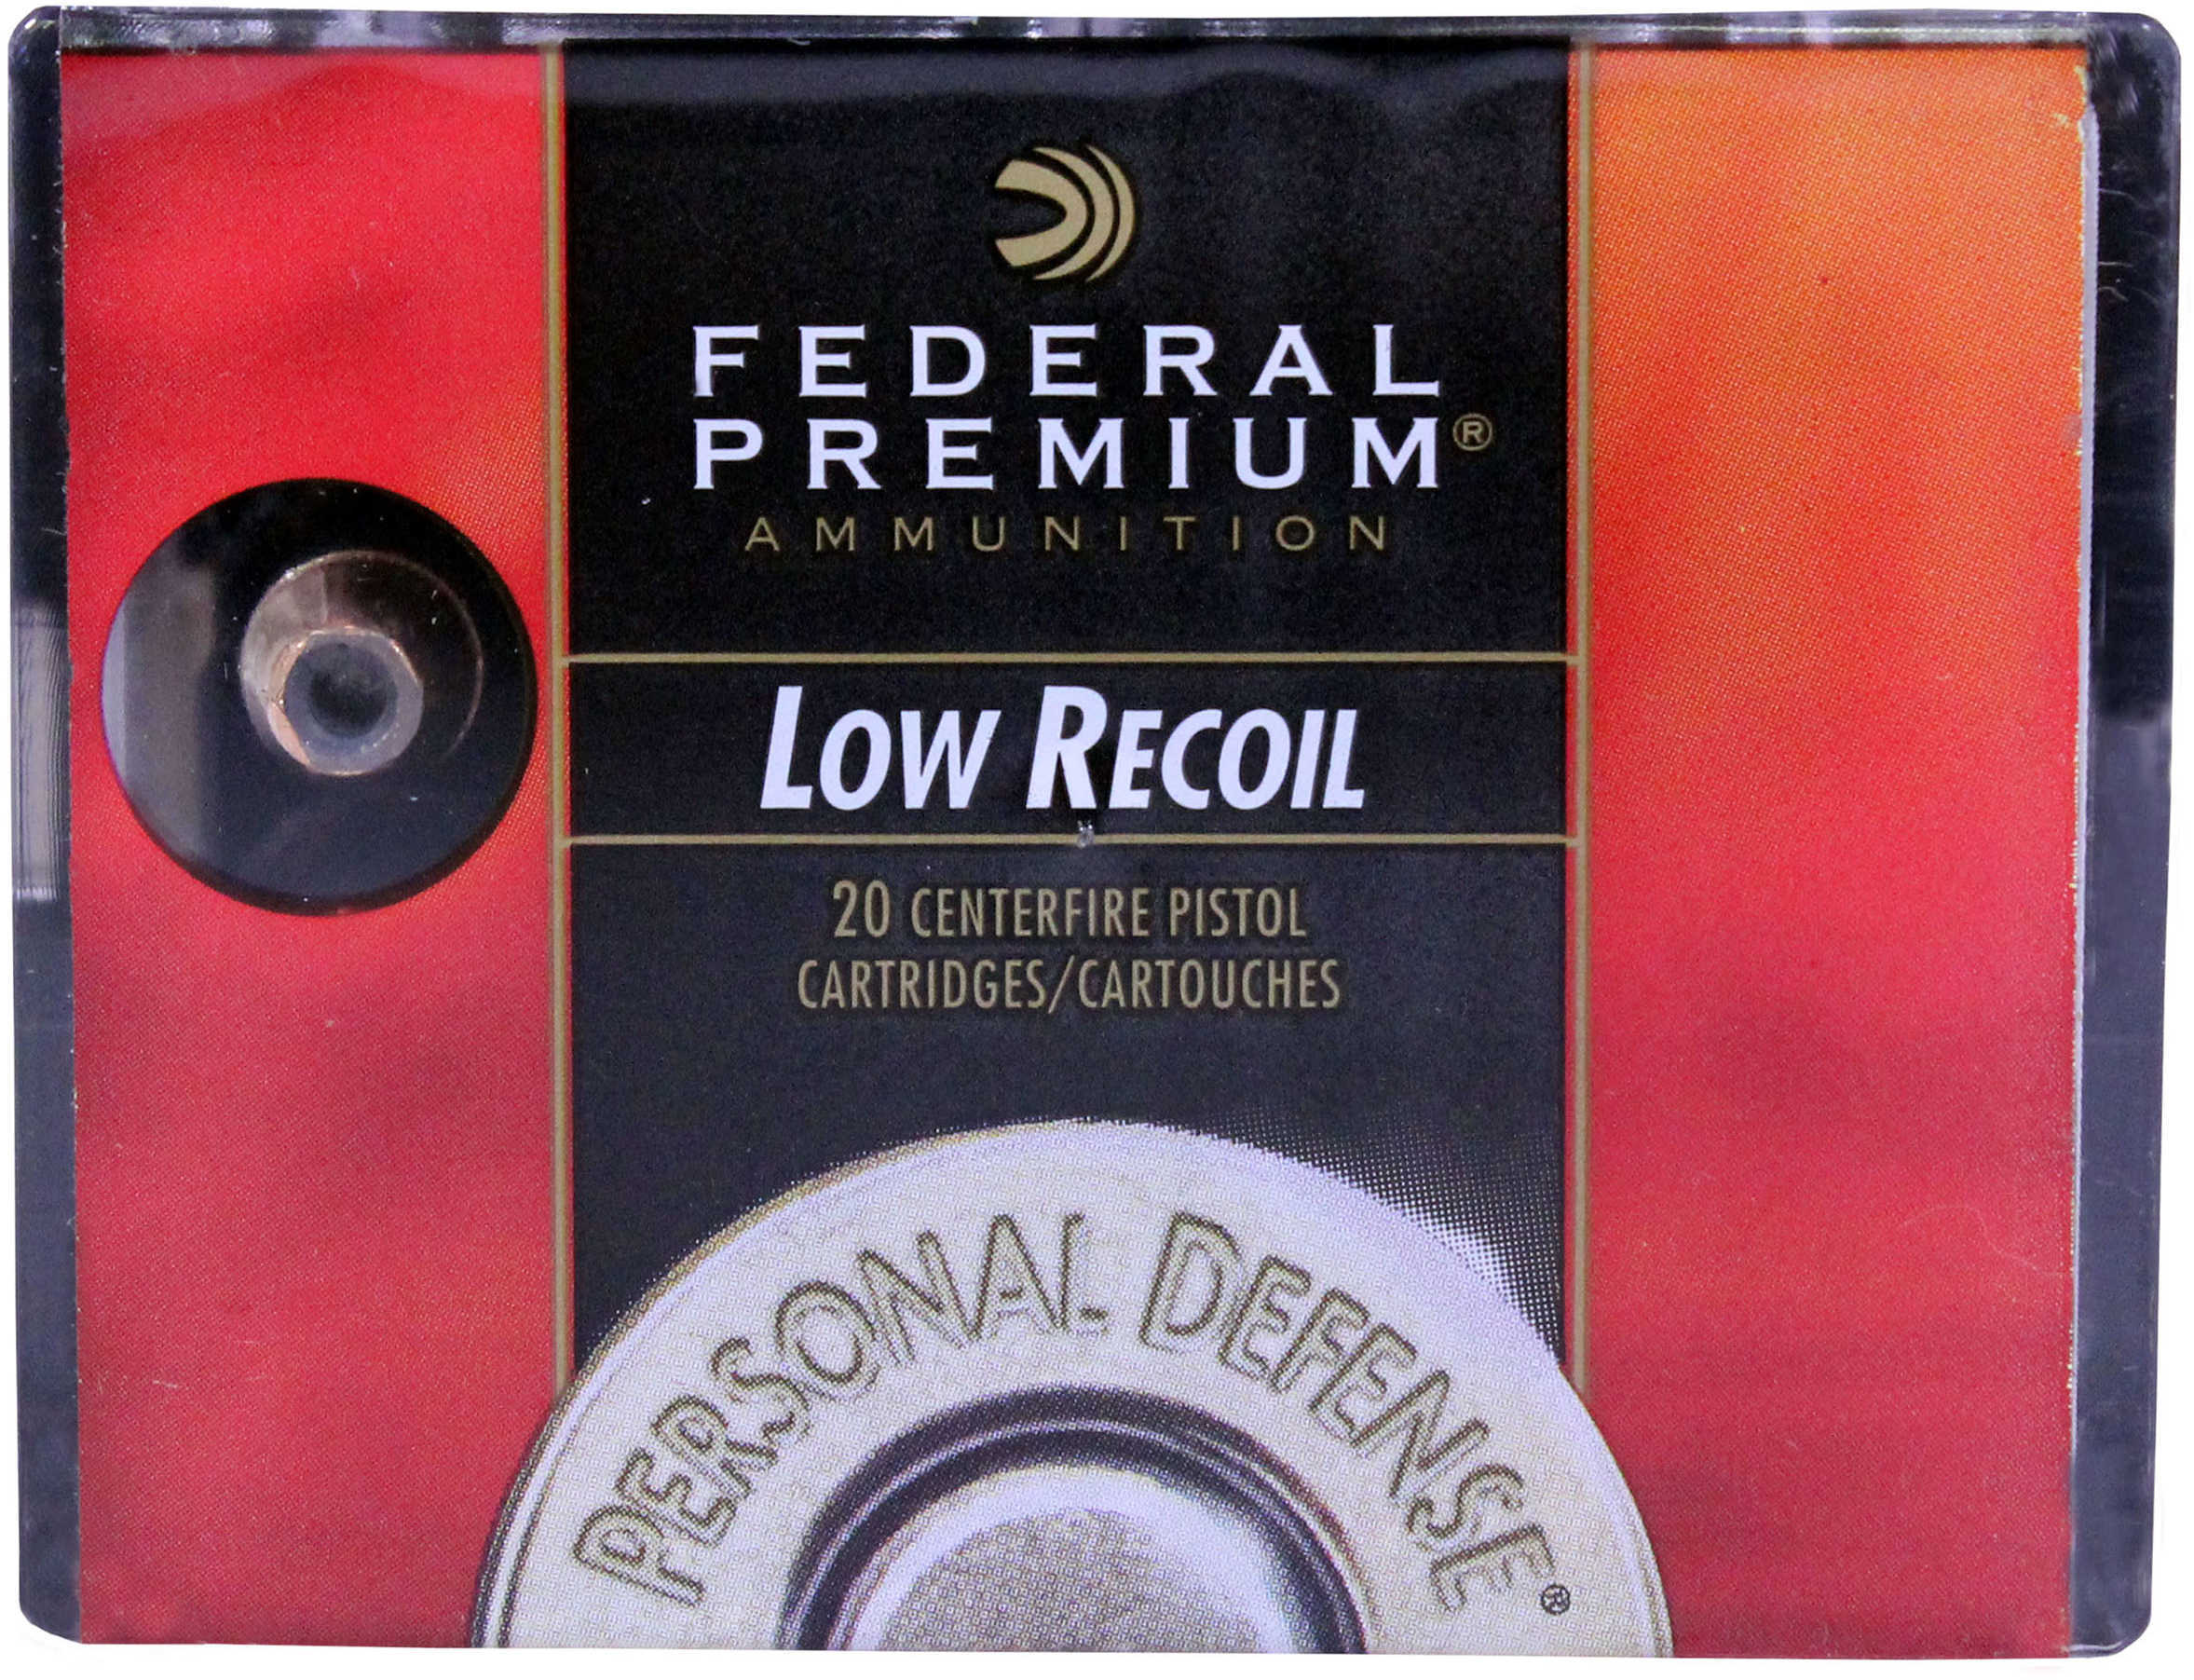 FEDERAL
PREMIUM®
AMMUNITION
LOW RECOIL
20 CENTERFIRE PISTOL
CARTRIDGES/CARTOUCHES
PERSONAL DEFENSE®